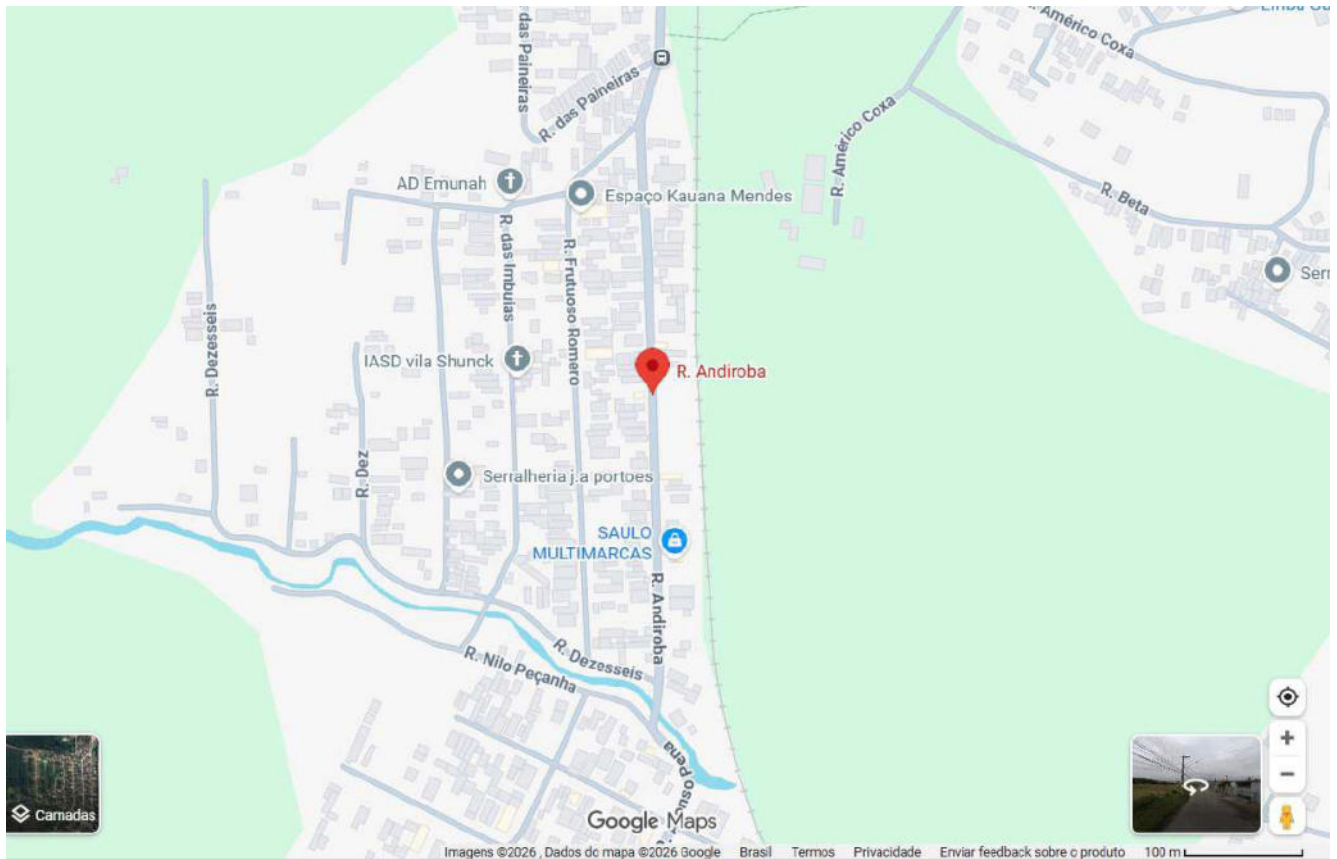 R. Américo Coxa
das Paineiras
R. das Paineiras
R. Américo Coxa
AD Emunah
Espaço Kauana Mendes
R. Beta
R. das Imbuias
R. Frutuoso Romero
Serr
R. Dezesseis
IASD vila Shunck
R. Andiroba
R. Dez
Serralheria j.a portoes
SAULO
MULTIMARCAS
R. Andiroba
R. Dezesseis
R. Nilo Peçanha
Pena
Camadas
Google Maps
Imagens ©2026 , Dados do mapa ©2026 Google Brasil Termos Privacidade Enviar feedback sobre o produto 100 m